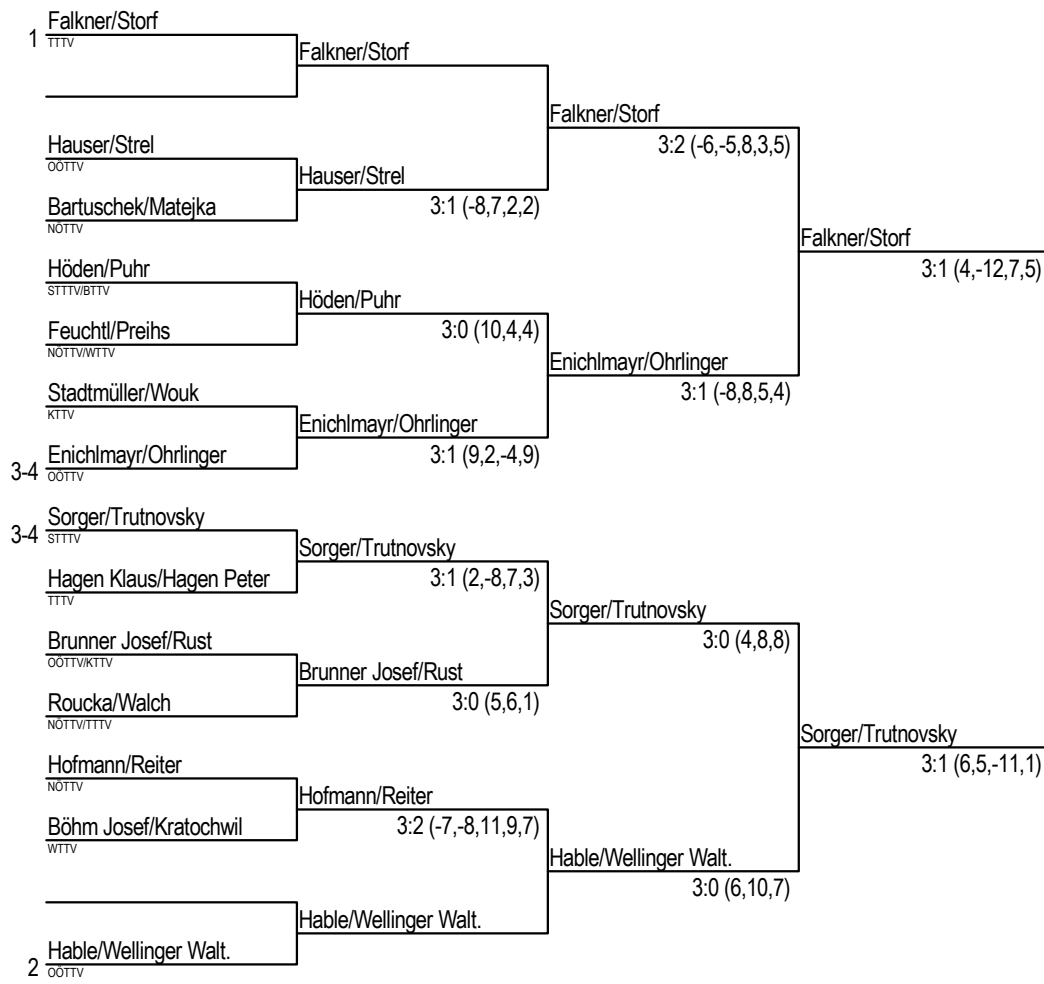 Falkner/Storf
1
TTTV
Falkner/Storf
Falkner/Storf
3:2 (-6,-5,8,3,5)
Hauser/Strel
OÖTTV
Hauser/Strel
3:1 (-8,7,2,2)
Bartuschek/Matejka
NÖTTV
Falkner/Storf
3:1 (4,-12,7,5)
Höden/Puhr
STTTV/BTTV
Höden/Puhr
3:0 (10,4,4)
Feuchtl/Preihs
NÖTTV/WTTV
Enichlmayr/Ohrlinger
3:1 (-8,8,5,4)
Stadtmüller/Wouk
KTTV
Enichlmayr/Ohrlinger
3:1 (9,2,-4,9)
Enichlmayr/Ohrlinger
3-4
OÖTTV
Sorger/Trutnovsky
3-4
STTTV
Sorger/Trutnovsky
3:1 (2,-8,7,3)
Hagen Klaus/Hagen Peter
TTTV
Sorger/Trutnovsky
3:0 (4,8,8)
Brunner Josef/Rust
OÖTTV/KTTV
Brunner Josef/Rust
3:0 (5,6,1)
Roucka/Walch
NÖTTV/TTTV
Sorger/Trutnovsky
3:1 (6,5,-11,1)
Hofmann/Reiter
NÖTTV
Hofmann/Reiter
3:2 (-7,-8,11,9,7)
Böhm Josef/Kratochwil
WTTV
Hable/Wellinger Walt.
3:0 (6,10,7)
Hable/Wellinger Walt.
Hable/Wellinger Walt.
2
OÖTTV